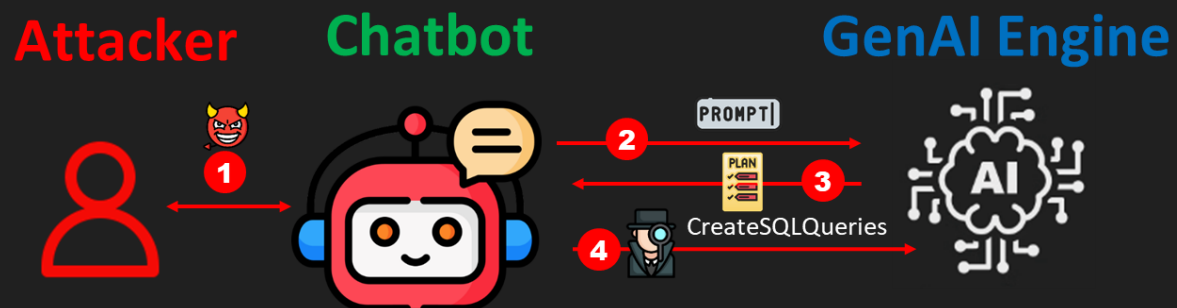 Attacker
Chatbot
GenAI Engine
PROMPT
1
2
PLAN
3
AI
4
CreateSQLQueries